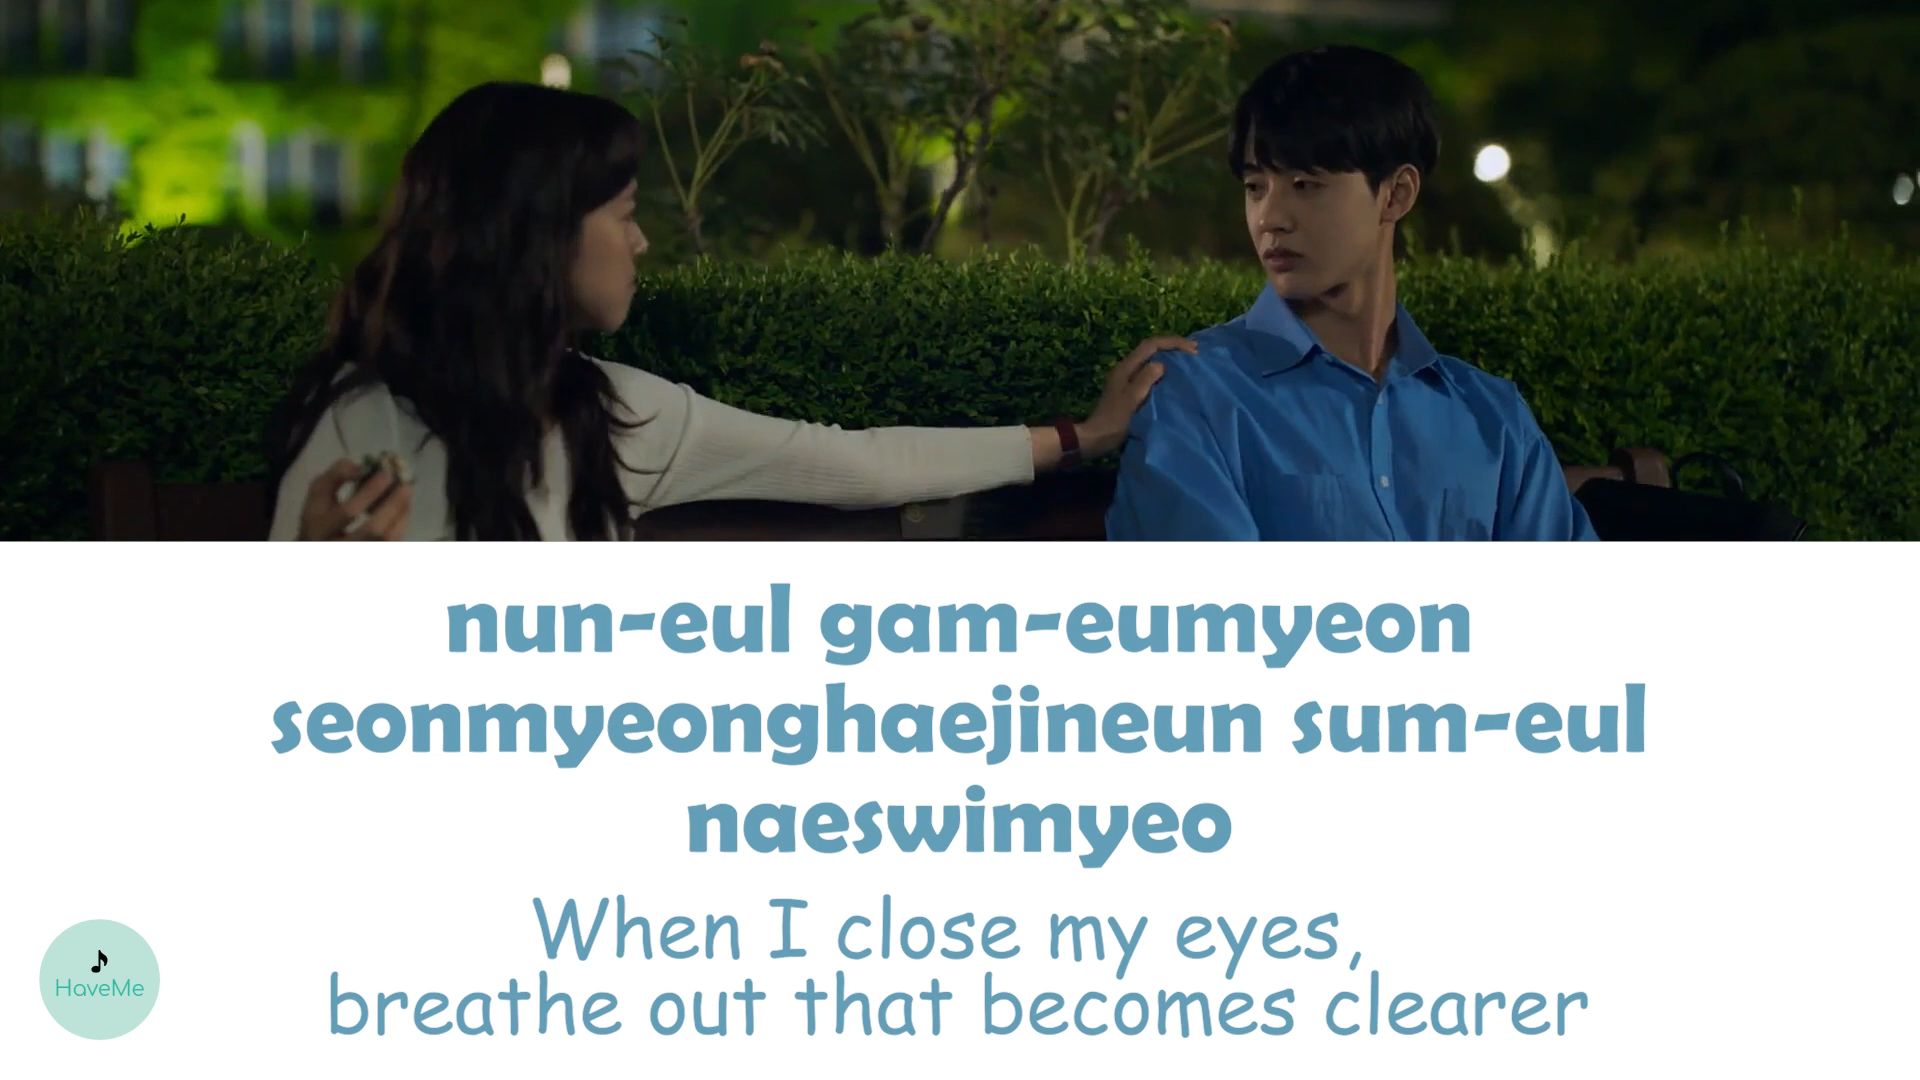 nun-eul gam-eumyeon
seonmyeonghaejineun sum-eul
naeswimyeo
When I close my eyes,
breathe out that becomes clearer
HaveMe